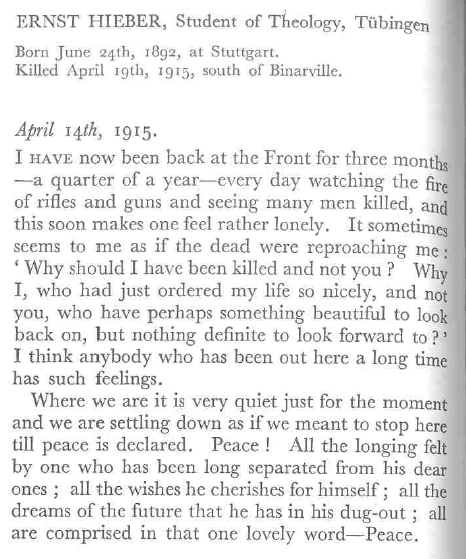 ERNST HIEBER, Student of Theology, Tübingen
Born June 24th, 1892, at Stuttgart.
Killed April 19th, 1915, south of Binarville.
April 14th, 1915.
I HAVE now been back at the Front for three months
—a quarter of a year—every day watching the fire
of rifles and guns and seeing many men killed, and
this soon makes one feel rather lonely. It sometimes
seems to me as if the dead were reproaching me :
‘ Why should I have been killed and not you ? Why
I, who had just ordered my life so nicely, and not
you, who have perhaps something beautiful to look
back on, but nothing definite to look forward to ? ’
I think anybody who has been out here a long time
has such feelings.
Where we are it is very quiet just for the moment
and we are settling down as if we meant to stop here
till peace is declared. Peace ! All the longing felt
by one who has been long separated from his dear
ones ; all the wishes he cherishes for himself ; all the
dreams of the future that he has in his dug-out ; all
are comprised in that one lovely word—Peace.